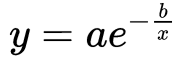 y = ae^{-\frac{b}{x}}